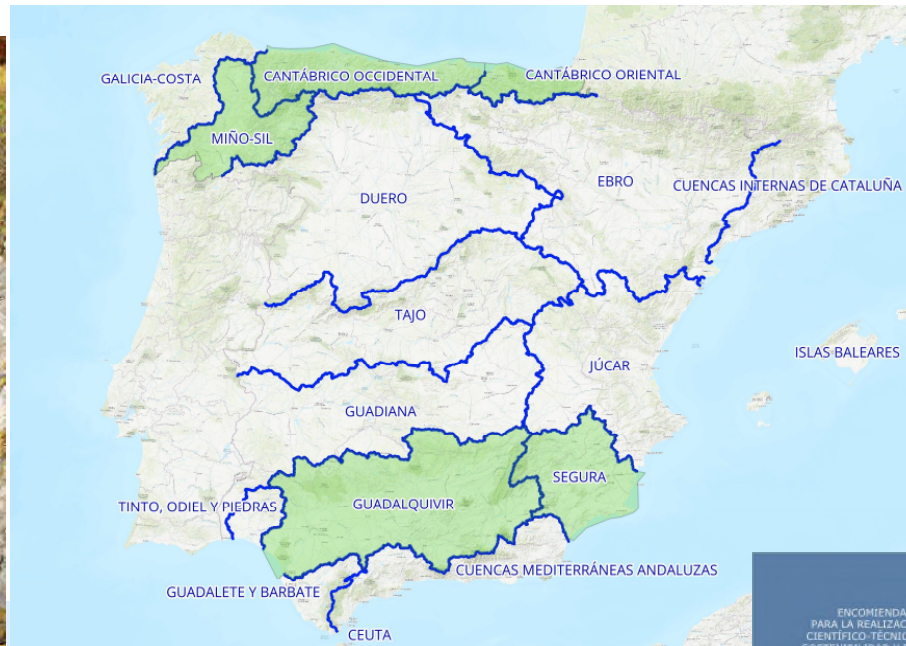 GALICIA-COSTA
CANTÁBRICO OCCIDENTAL
CANTÁBRICO ORIENTAL
MIÑO-SIL
DUERO
EBRO
CUENCAS INTERNAS DE CATALUÑA
TAJO
ISLAS BALEARES
JÚCAR
GUADIANA
SEGURA
TINTO, ODIEL Y PIEDRAS
GUADALQUIVIR
CUENCAS MEDITERRÁNEAS ANDALUZAS
GUADALETE Y BARBATE
CEUTA
ENCOMIENDA
PARA LA REALIZAC
CIENTÍFICO-TÉCNIC